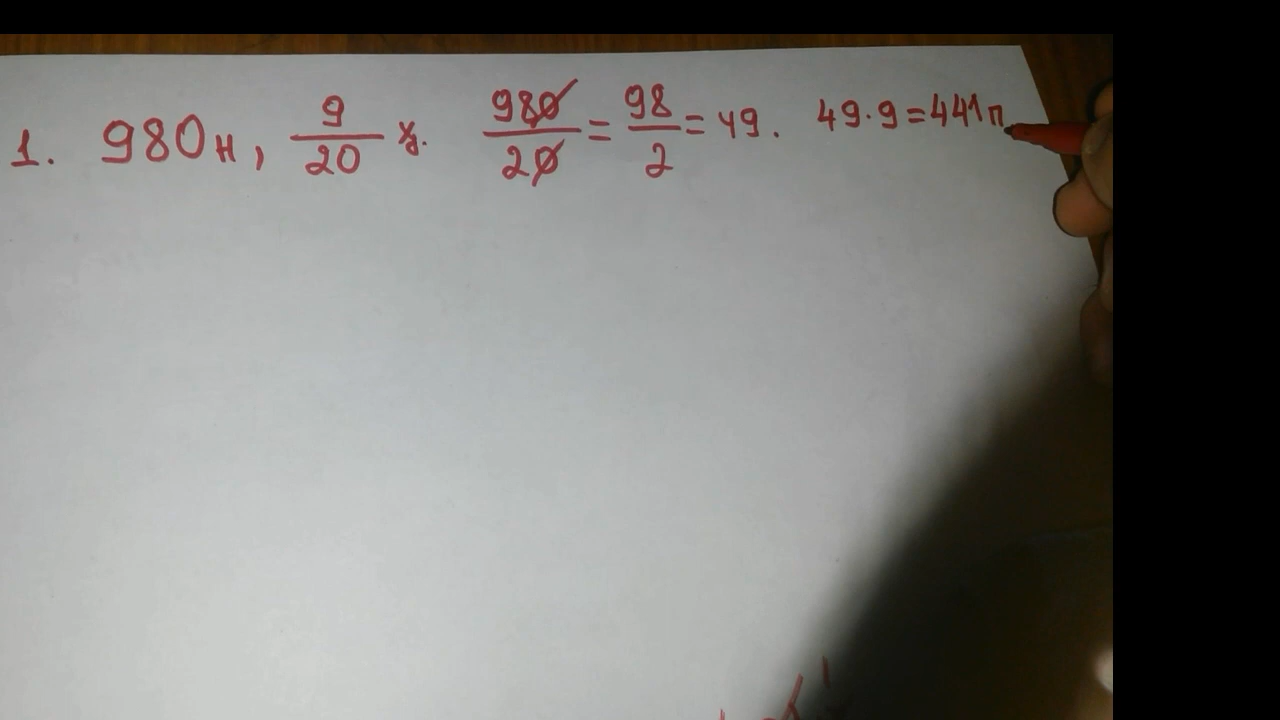 1. 980н, 9/20 х. 980/20 = 98/2 = 49. 49·9=441п